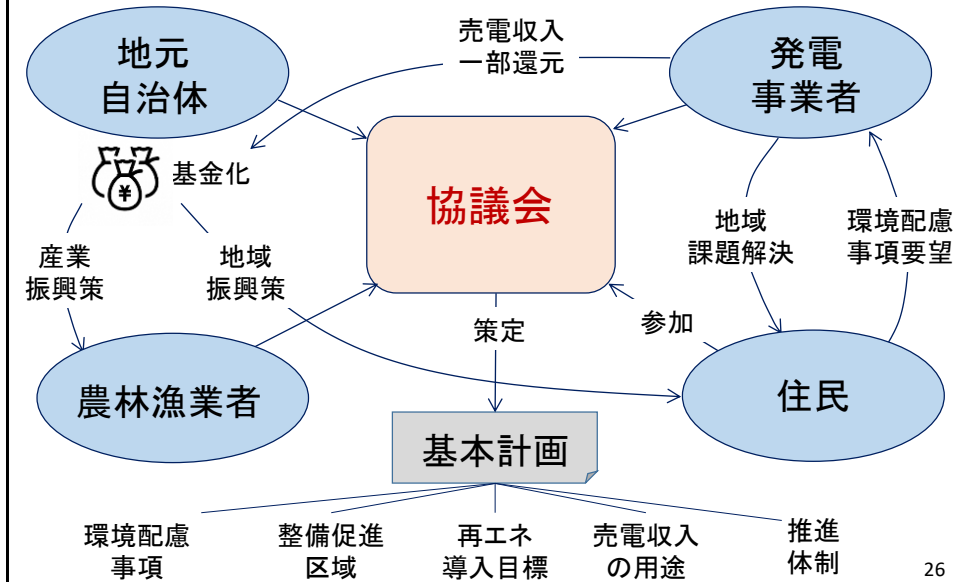 地元
自治体
売電収入
一部還元
発電
事業者
¥
基金化
協議会
産業
振興策
地域
振興策
地域
課題解決
環境配慮
事項要望
策定
参加
農林漁業者
住民
基本計画
環境配慮
事項
整備促進
区域
再エネ
導入目標
売電収入
の用途
推進
体制
26